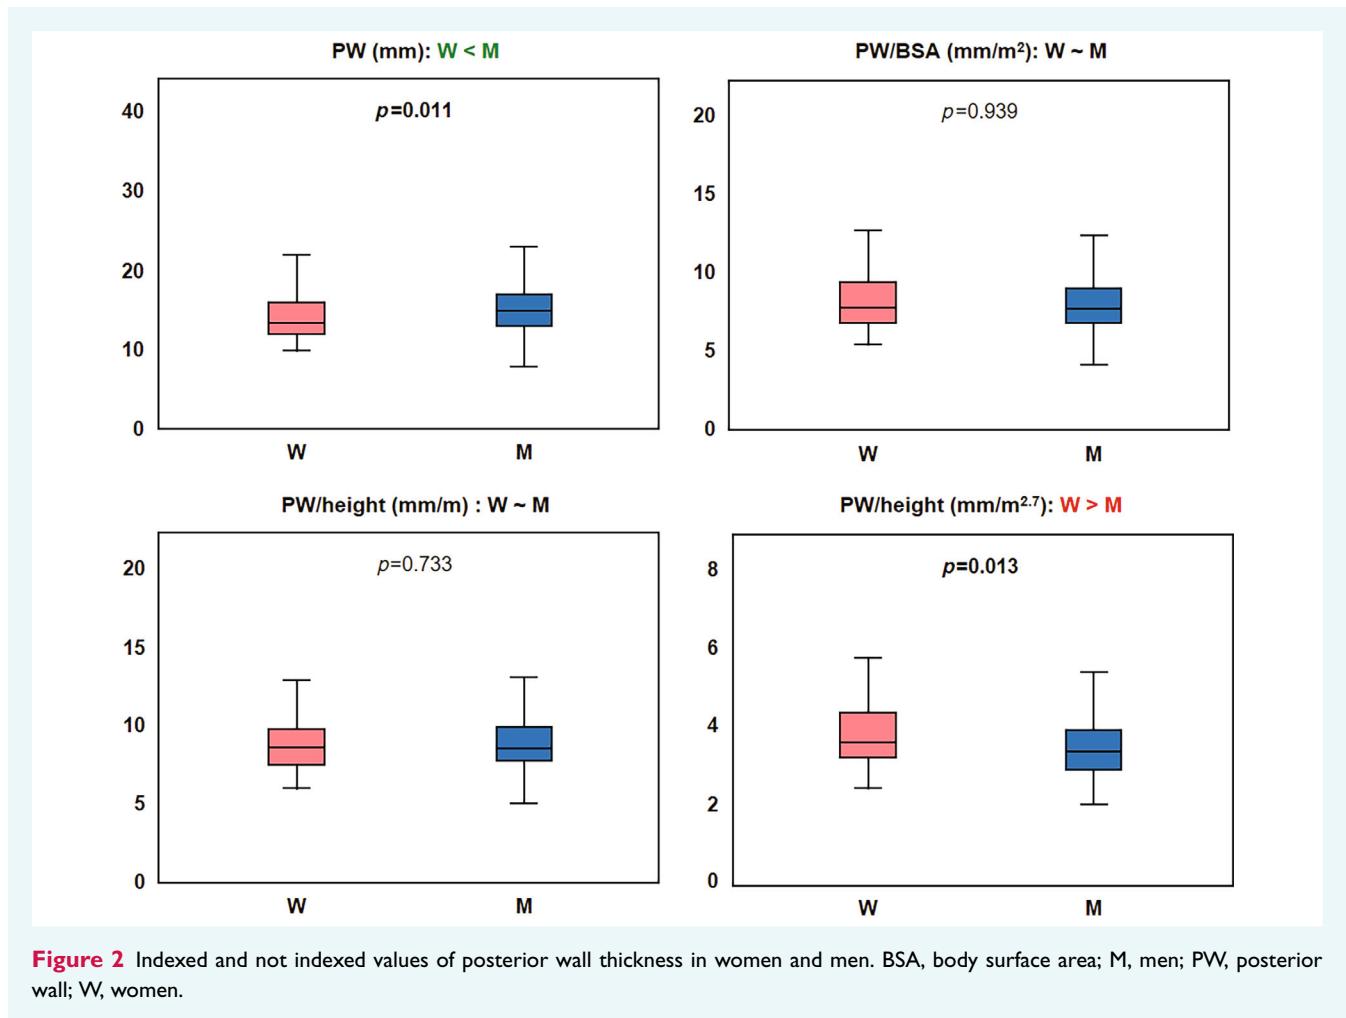 PW (mm): W < M
p=0.011
40
30
20
10
0
W M
PW/BSA (mm/m²): W ~ M
p=0.939
20
15
10
5
0
W M
PW/height (mm/m) : W ~ M
p=0.733
20
15
10
5
0
W M
PW/height (mm/m²·⁷): W > M
p=0.013
8
6
4
2
0
W M
Figure 2 Indexed and not indexed values of posterior wall thickness in women and men. BSA, body surface area; M, men; PW, posterior
wall; W, women.